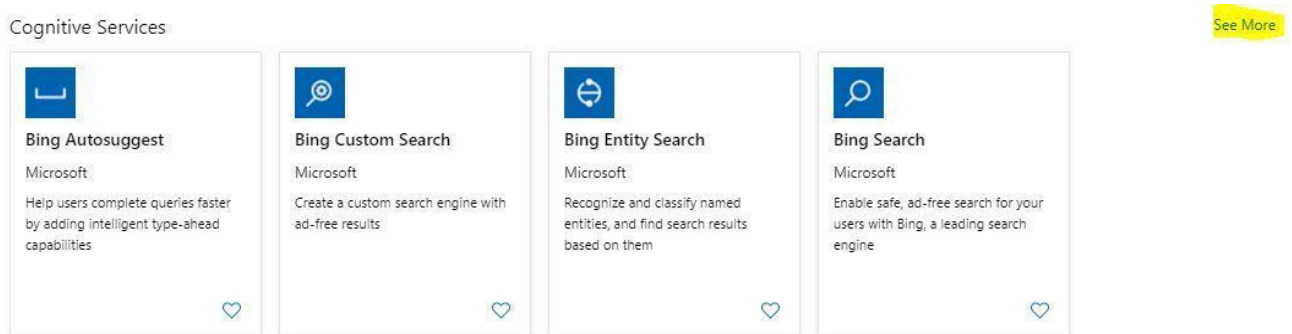 Cognitive Services
See More
Bing Autosuggest
Microsoft
Help users complete queries faster
by adding intelligent type-ahead
capabilities
Bing Custom Search
Microsoft
Create a custom search engine with
ad-free results
Bing Entity Search
Microsoft
Recognize and classify named
entities, and find search results
based on them
Bing Search
Microsoft
Enable safe, ad-free search for your
users with Bing, a leading search
engine